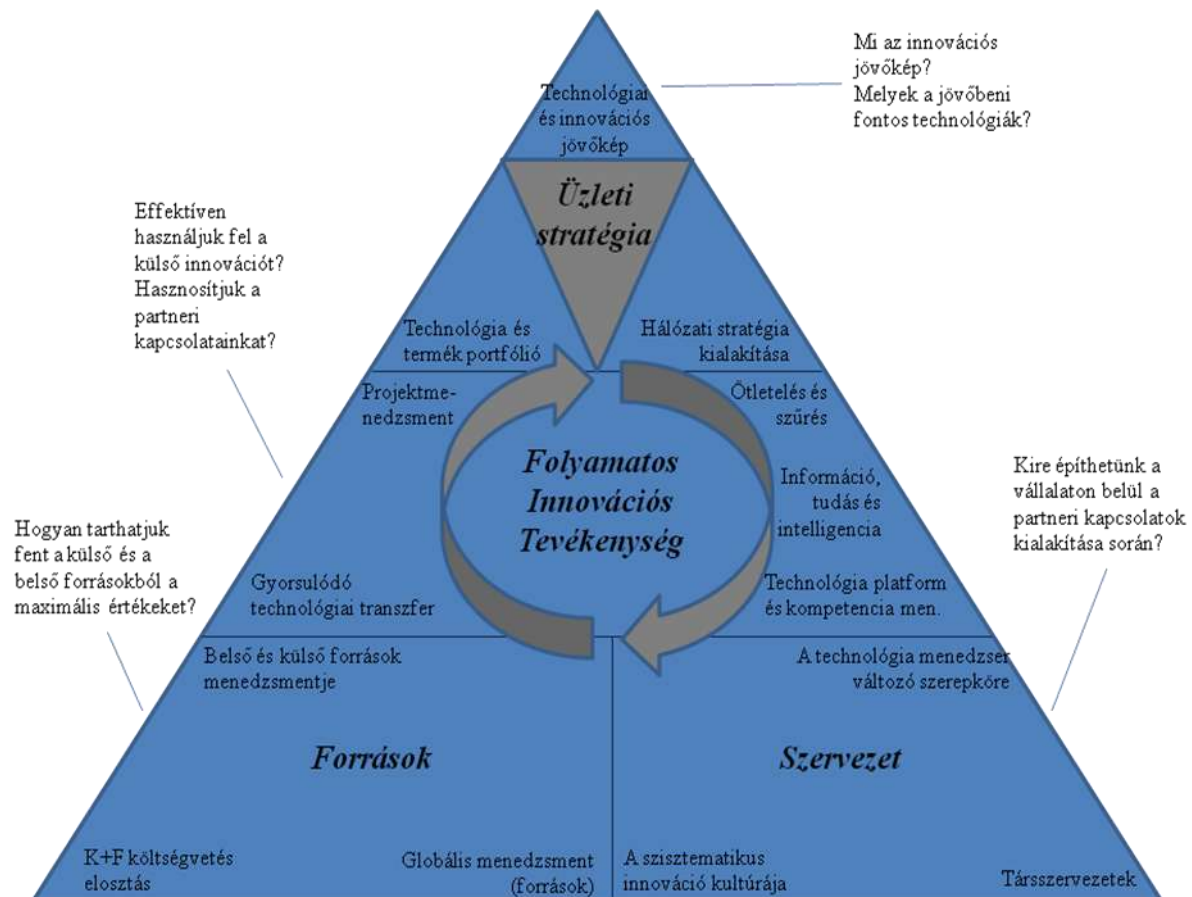 Technológiai
és innovációs
jövőkép
Mi az innovációs
jövőkép?
Melyek a jövőbeni
fontos technológiák?
Üzleti
stratégia
Effektíven
használjuk fel a
külső innovációt?
Hasznosítjuk a
partneri
kapcsolatainkat?
Technológia és
termék portfólió
Hálózati stratégia
kialakítása
Projektme-
nedzsment
Ötletelés és
szűrés
Folyamatos
Innovációs
Tevékenység
Információ,
tudás és
intelligencia
Kire építhetünk a
vállalaton belül a
partneri kapcsolatok
kialakítása során?
Hogyan tarthatjuk
fent a külső és a
belső forrásokból a
maximális értékeket?
Gyorsulódó
technológiai transzfer
Technológia platform
és kompetencia men.
Belső és külső források
menedzsmentje
A technológia menedzser
változó szerepköre
Források
Szervezet
K+F költségvetés
elosztás
Globális menedzsment
(források)
A szisztematikus
innováció kultúrája
Társszervezetek